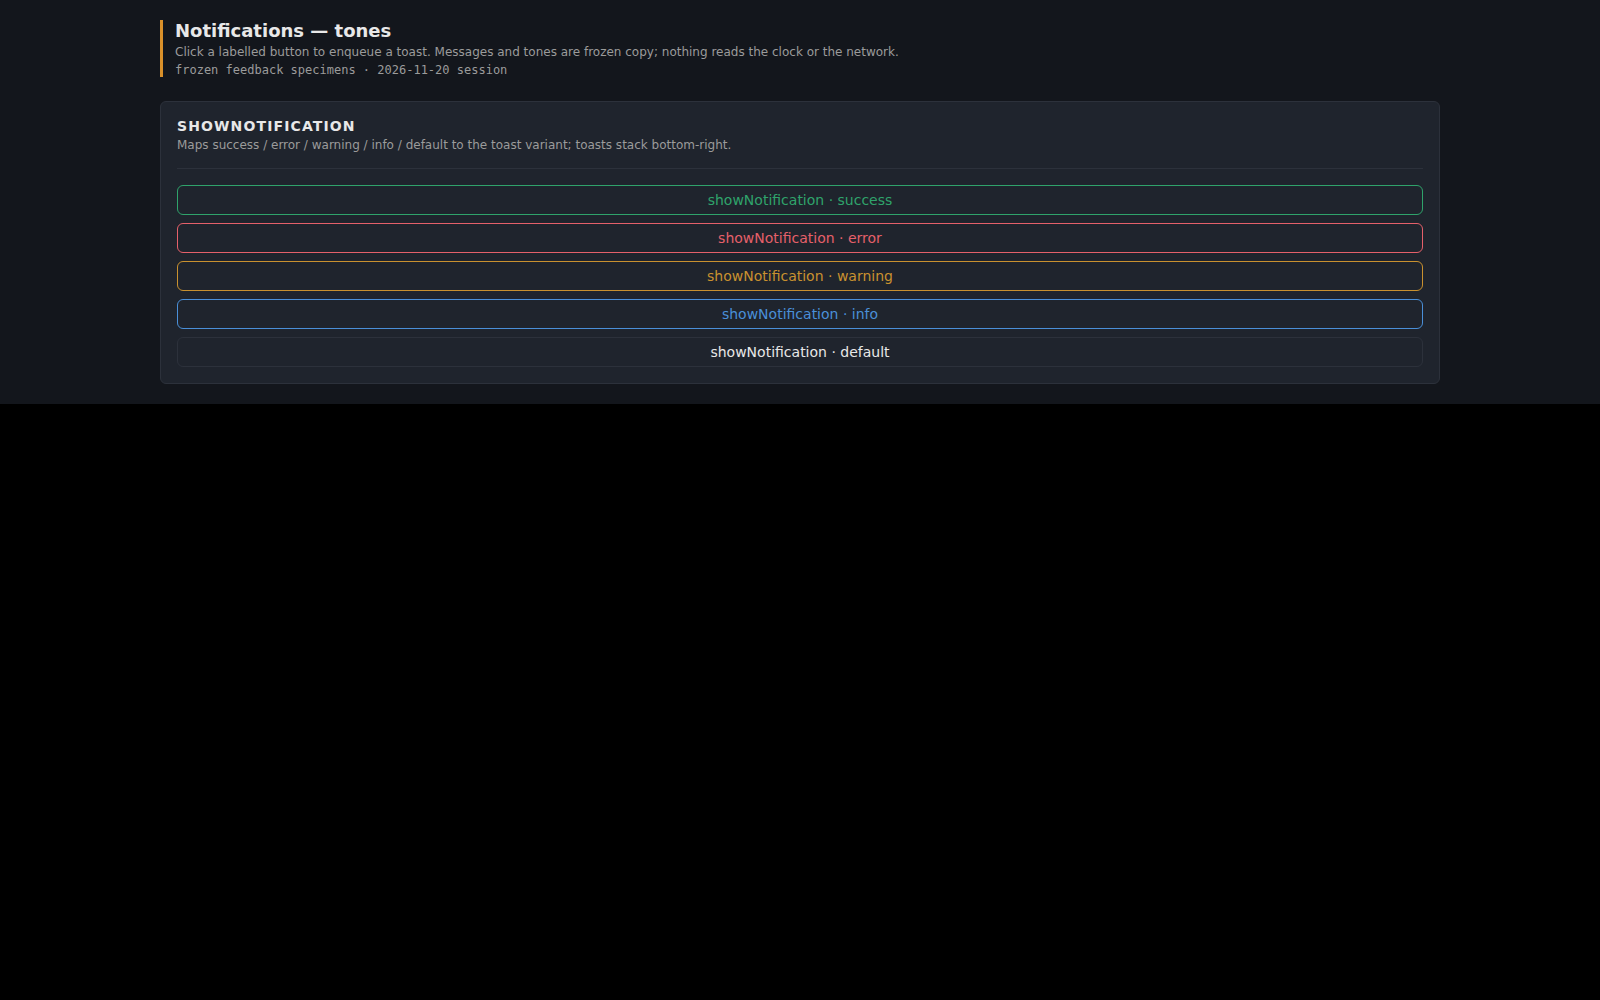 Notifications — tones
Click a labelled button to enqueue a toast. Messages and tones are frozen copy; nothing reads the clock or the network.
frozen feedback specimens · 2026-11-20 session
SHOWNOTIFICATION
Maps success / error / warning / info / default to the toast variant; toasts stack bottom-right.
showNotification · success
showNotification · error
showNotification · warning
showNotification · info
showNotification · default